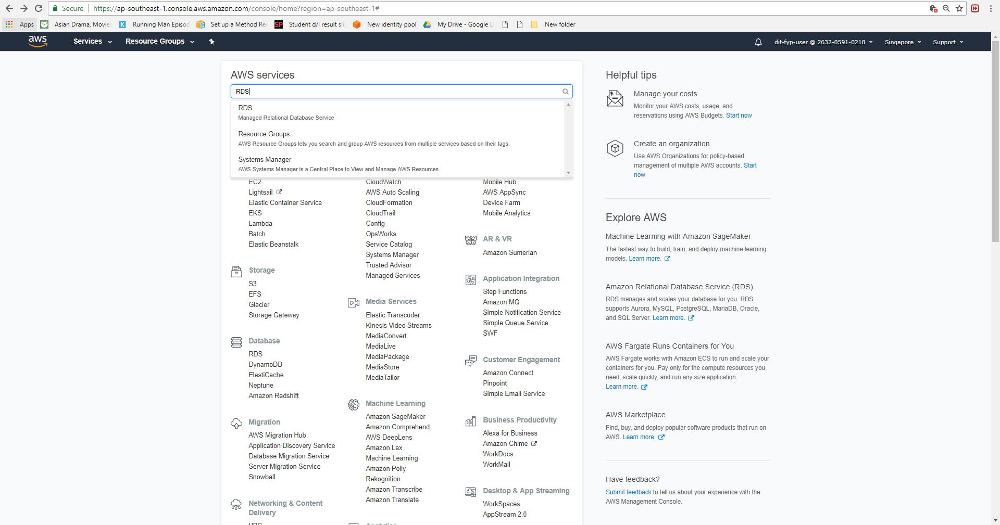 Secure https://ap-southeast-1.console.aws.amazon.com/console/home?region=ap-southeast-1#
Apps Asian Drama, Movie Running Man Episod Set up a Method Re SP Student d/l result sli New identity pool My Drive - Google D New folder
aws Services Resource Groups dit-fyp-user @ 2632-0591-0218 Singapore Support
AWS services
RDS
RDS
Managed Relational Database Service
Resource Groups
AWS Resource Groups lets you search and group AWS resources from multiple services based on their tags.
Systems Manager
AWS Systems Manager is a Central Place to View and Manage AWS Resources
EC2
Lightsail
Elastic Container Service
EKS
Lambda
Batch
Elastic Beanstalk
Storage
S3
EFS
Glacier
Storage Gateway
Database
RDS
DynamoDB
ElastiCache
Neptune
Amazon Redshift
Migration
AWS Migration Hub
Application Discovery Service
Database Migration Service
Server Migration Service
Snowball
Networking & Content
Delivery
VPC
CloudWatch
AWS Auto Scaling
CloudFormation
CloudTrail
Config
OpsWorks
Service Catalog
Systems Manager
Trusted Advisor
Managed Services
Media Services
Elastic Transcoder
Kinesis Video Streams
MediaConvert
MediaLive
MediaPackage
MediaStore
MediaTailor
Machine Learning
Amazon SageMaker
Amazon Comprehend
AWS DeepLens
Amazon Lex
Machine Learning
Amazon Polly
Rekognition
Amazon Transcribe
Amazon Translate
Analytics
Mobile Hub
AWS AppSync
Device Farm
Mobile Analytics
AR & VR
Amazon Sumerian
Application Integration
Step Functions
Amazon MQ
Simple Notification Service
Simple Queue Service
SWF
Customer Engagement
Amazon Connect
Pinpoint
Simple Email Service
Business Productivity
Alexa for Business
Amazon Chime
WorkDocs
WorkMail
Desktop & App Streaming
WorkSpaces
AppStream 2.0
Helpful tips
Manage your costs
Monitor your AWS costs, usage, and
reservations using AWS Budgets. Start now
Create an organization
Use AWS Organizations for policy-based
management of multiple AWS accounts. Start
now
Explore AWS
Machine Learning with Amazon SageMaker
The fastest way to build, train, and deploy machine learning
models. Learn more.
Amazon Relational Database Service (RDS)
RDS manages and scales your database for you. RDS
supports Aurora, MySQL, PostgreSQL, MariaDB, Oracle,
and SQL Server. Learn more.
AWS Fargate Runs Containers for You
AWS Fargate works with Amazon ECS to run and scale your
containers for you. Pay only for the compute resources you
need, scale quickly, and run any size application.
Learn more.
AWS Marketplace
Find, buy, and deploy popular software products that run on
AWS. Learn more.
Have feedback?
Submit feedback to tell us about your experience with the
AWS Management Console.